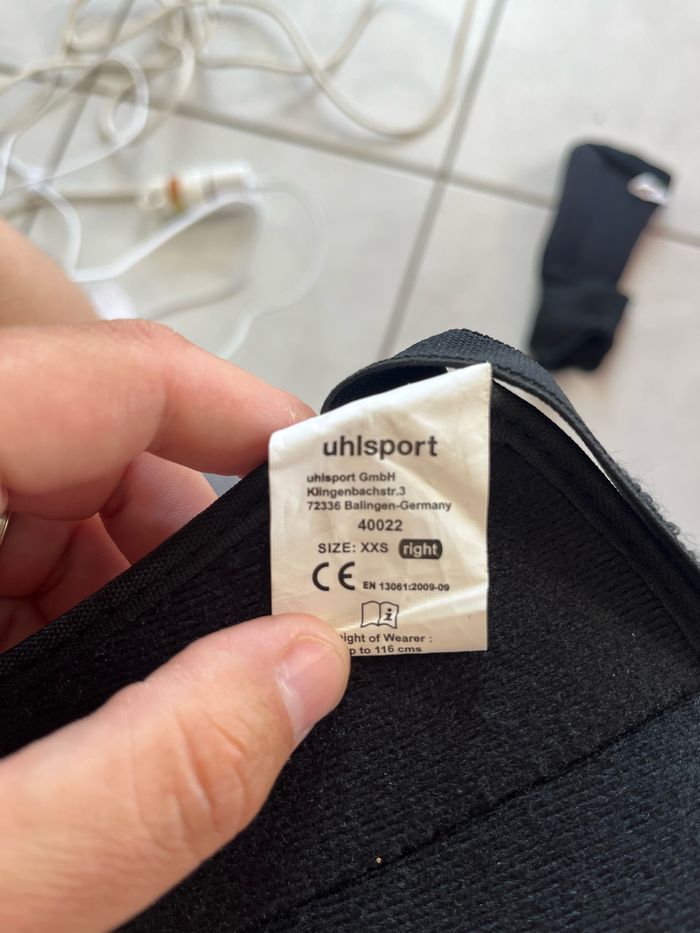 uhlsport
uhlsport GmbH
Klingenbachstr.3
72336 Balingen-Germany
40022
SIZE: XXS right
CE EN 13061:2009-09
i
ight of Wearer :
p to 116 cms